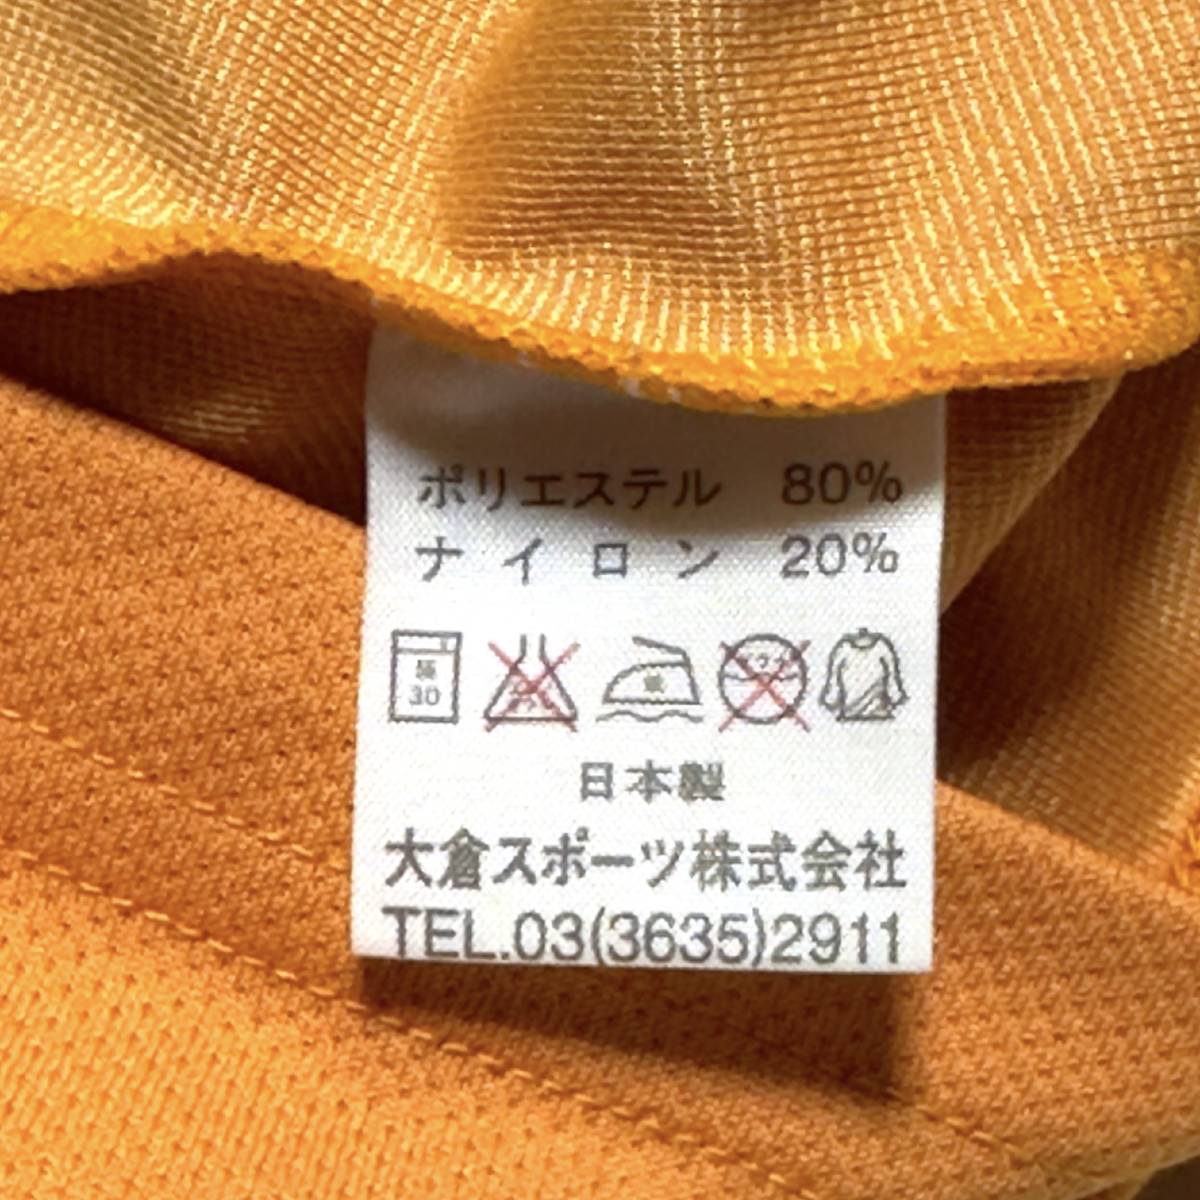 ポリエステル 80%
ナイロン 20%
30
日本製
大倉スポーツ株式会社
TEL.03(3635)2911